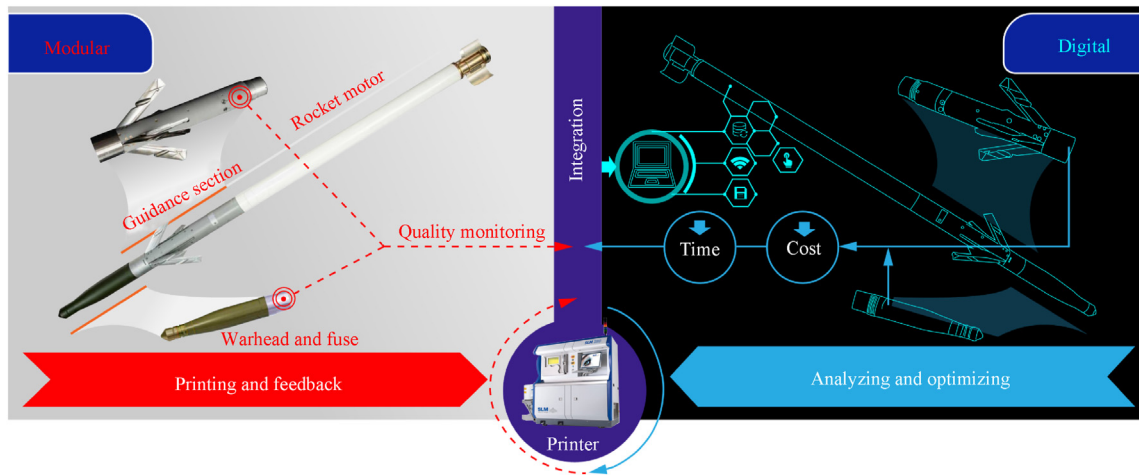 Modular
Digital
Rocket motor
Guidance section
Integration
Quality monitoring
Time
Cost
Warhead and fuse
Printing and feedback
Analyzing and optimizing
SLM
Printer